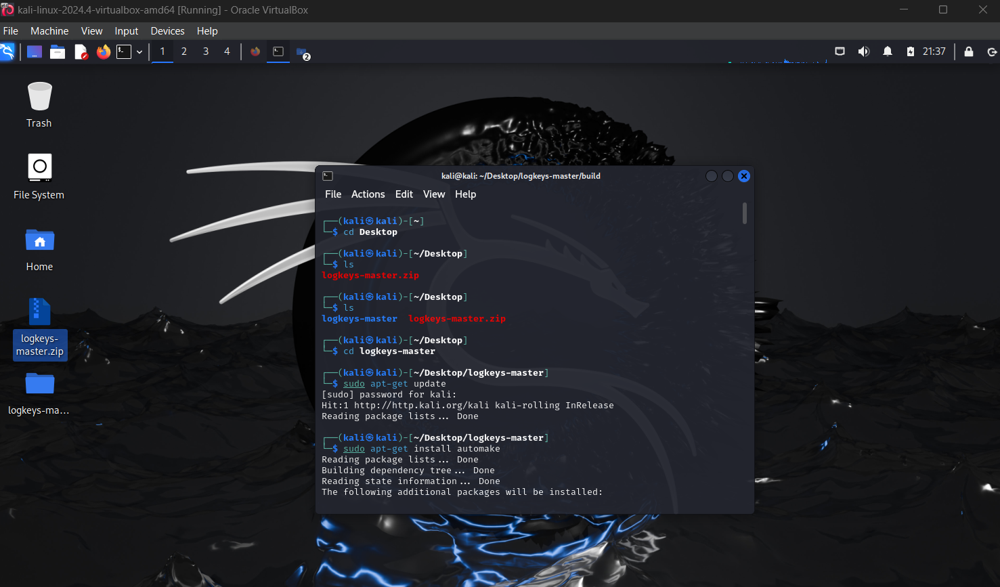 kali-linux-2024.4-virtualbox-amd64 [Running] - Oracle VirtualBox
File Machine View Input Devices Help
1 2 3 4
2
21:37
Trash
File System
Home
logkeys-
master.zip
logkeys-ma...
kali@kali: ~/Desktop/logkeys-master/build
File Actions Edit View Help
┌──(kali㉿kali)-[~]
└─$ cd Desktop
┌──(kali㉿kali)-[~/Desktop]
└─$ ls
logkeys-master.zip
┌──(kali㉿kali)-[~/Desktop]
└─$ ls
logkeys-master logkeys-master.zip
┌──(kali㉿kali)-[~/Desktop]
└─$ cd logkeys-master
┌──(kali㉿kali)-[~/Desktop/logkeys-master]
└─$ sudo apt-get update
[sudo] password for kali:
Hit:1 http://http.kali.org/kali kali-rolling InRelease
Reading package lists... Done
┌──(kali㉿kali)-[~/Desktop/logkeys-master]
└─$ sudo apt-get install automake
Reading package lists... Done
Building dependency tree... Done
Reading state information... Done
The following additional packages will be installed: